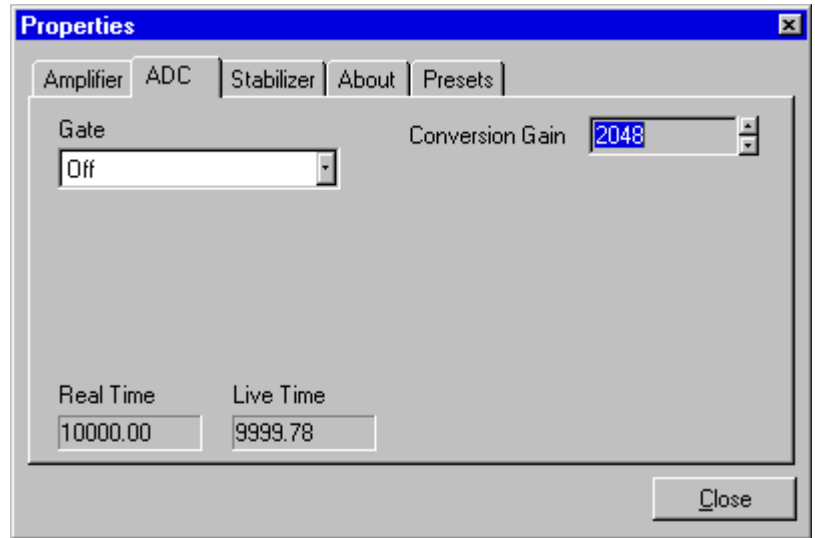 Properties
Amplifier ADC Stabilizer About Presets
Gate
Off
Conversion Gain 2048
Real Time Live Time
10000.00 9999.78
Close